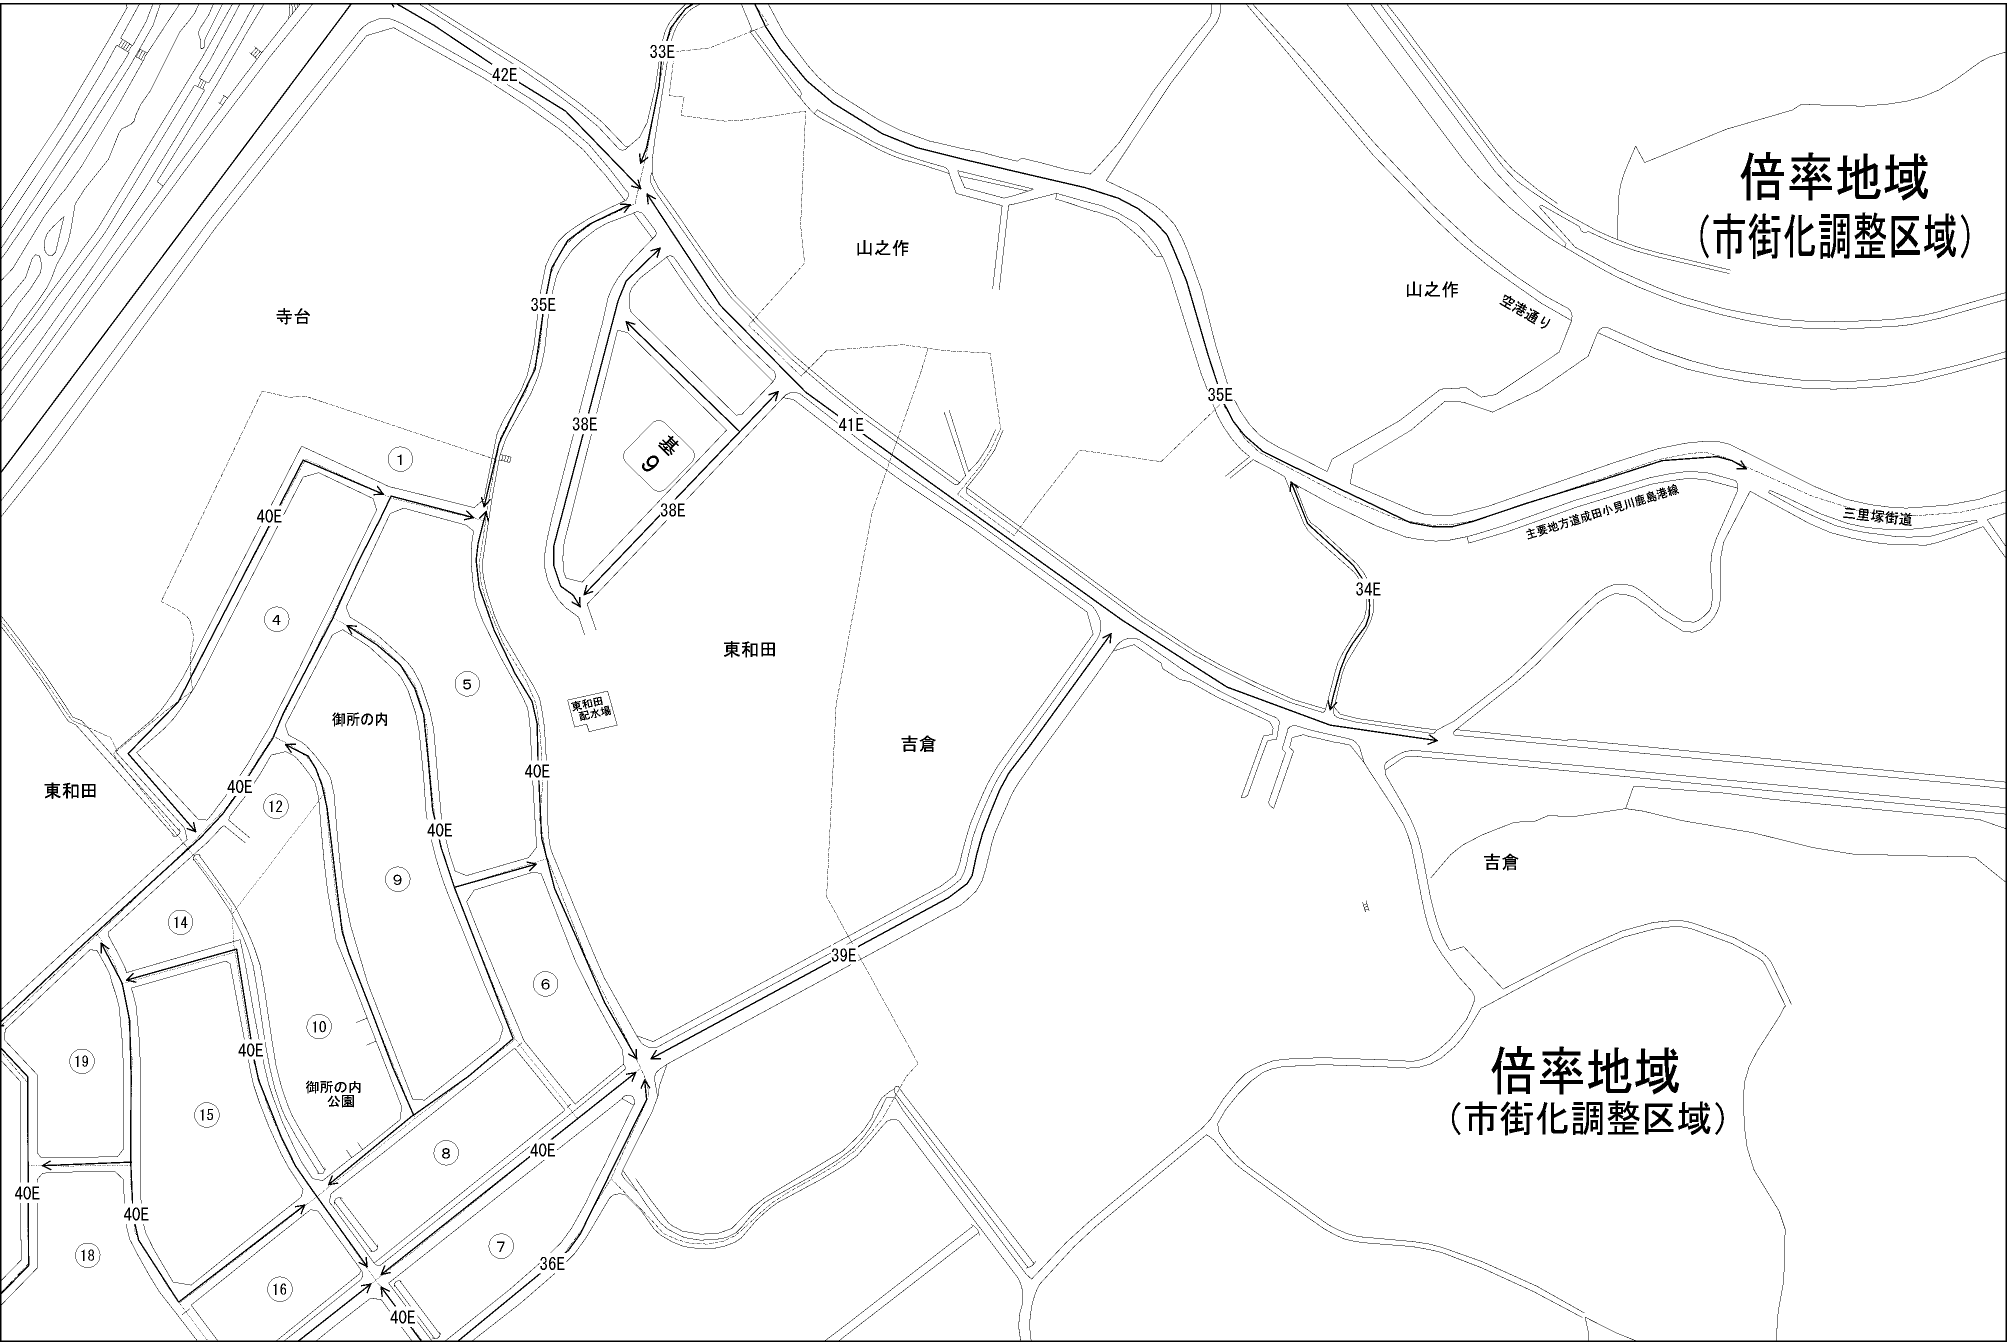 33E
42E
倍率地域
(市街化調整区域)
山之作
山之作
空港通り
35E
寺台
35E
38E
41E
基
9
1
40E
38E
主要地方道成田小見川鹿島港線
三里塚街道
34E
4
東和田
5
東和田
配水場
御所の内
吉倉
40E
東和田
40E
12
40E
吉倉
9
14
39E
6
10
40E
19
倍率地域
(市街化調整区域)
御所の内
公園
15
8
40E
40E
40E
7
18
36E
16
40E